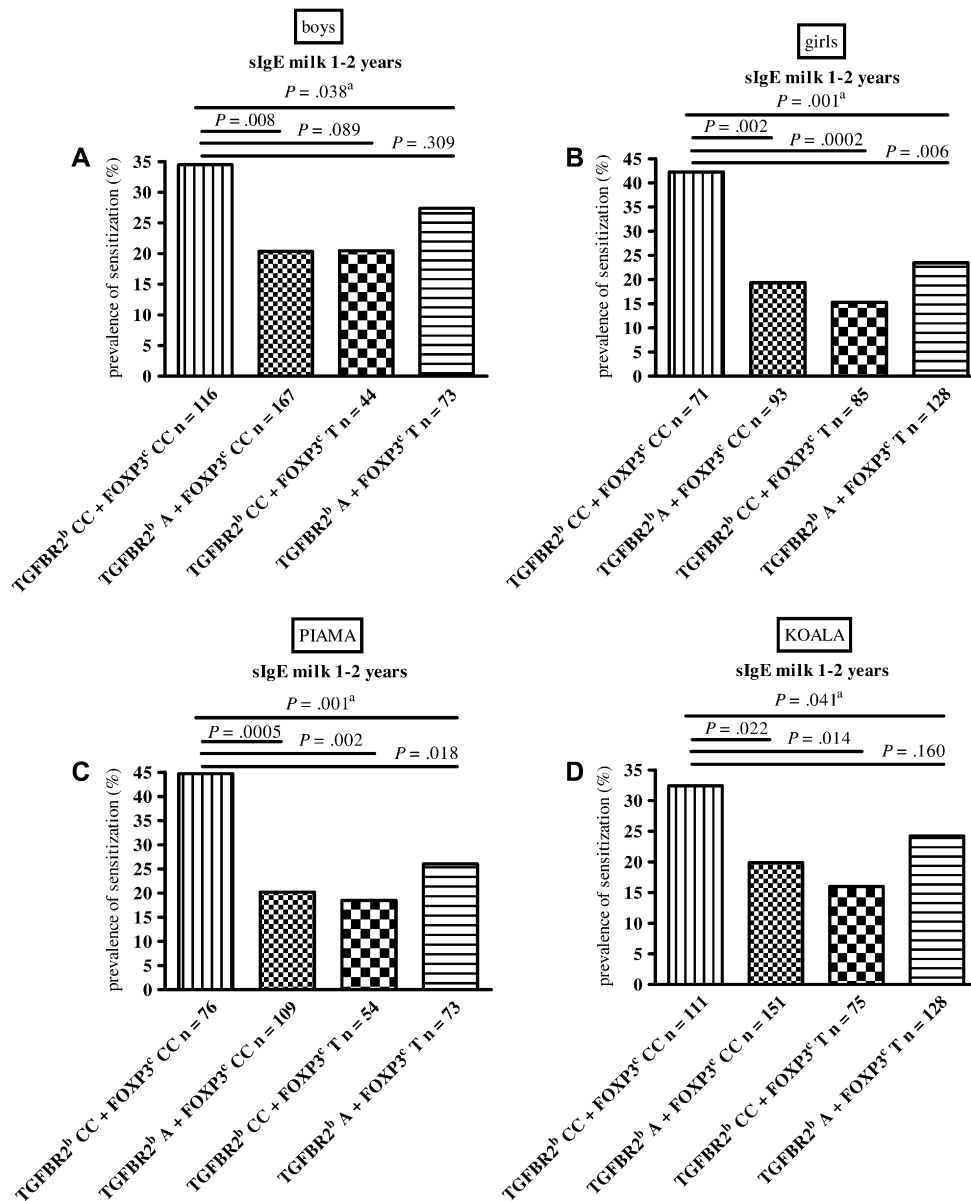 boys
sIgE milk 1-2 years
P = .038a
P = .008
P = .089
P = .309
A
prevalence of sensitization (%)
35
30
25
20
15
10
5
0
TGFBR2b CC + FOXP3c CC n = 116
TGFBR2b A + FOXP3c CC n = 167
TGFBR2b CC + FOXP3c T n = 44
TGFBR2b A + FOXP3c T n = 73
girls
sIgE milk 1-2 years
P = .001a
P = .002
P = .0002
P = .006
B
prevalence of sensitization (%)
45
40
35
30
25
20
15
10
5
0
TGFBR2b CC + FOXP3c CC n = 71
TGFBR2b A + FOXP3c CC n = 93
TGFBR2b CC + FOXP3c T n = 85
TGFBR2b A + FOXP3c T n = 128
PIAMA
sIgE milk 1-2 years
P = .001a
P = .0005
P = .002
P = .018
C
prevalence of sensitization (%)
45
40
35
30
25
20
15
10
5
0
TGFBR2b CC + FOXP3c CC n = 76
TGFBR2b A + FOXP3c CC n = 109
TGFBR2b CC + FOXP3c T n = 54
TGFBR2b A + FOXP3c T n = 73
KOALA
sIgE milk 1-2 years
P = .041a
P = .022
P = .014
P = .160
D
prevalence of sensitization (%)
35
30
25
20
15
10
5
0
TGFBR2b CC + FOXP3c CC n = 111
TGFBR2b A + FOXP3c CC n = 151
TGFBR2b CC + FOXP3c T n = 75
TGFBR2b A + FOXP3c T n = 128